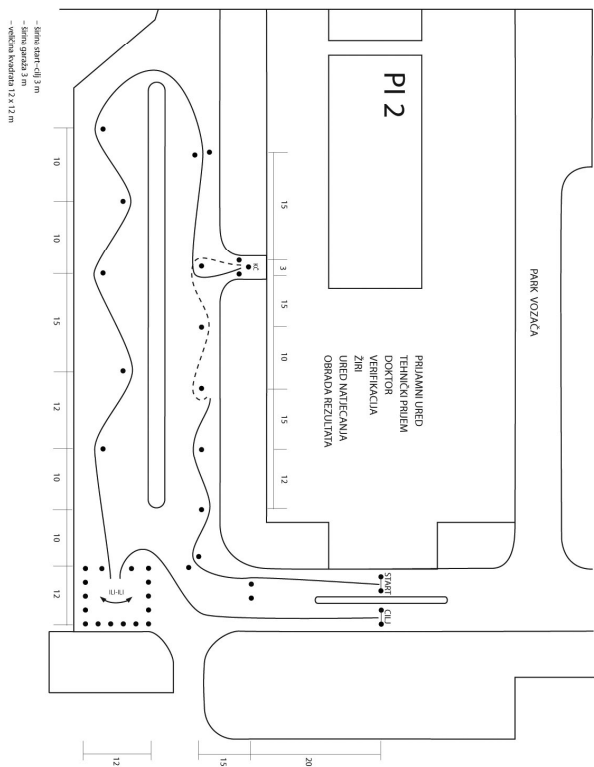 PI 2
PARK VOZAČA
PRIJAMNI URED
TEHNIČKI PRIJEM
DOKTOR
VERIFIKACIJA
ŽIRI
URED NATJECANJA
OBRADA REZULTATA
15
3
15
10
15
12
KČ
START
CILJ
ILI-ILI
10
10
15
12
10
10
12
12
15
20
– širina start-cilj 3 m
– širina garaža 3 m
– veličina kvadrata 12 x 12 m